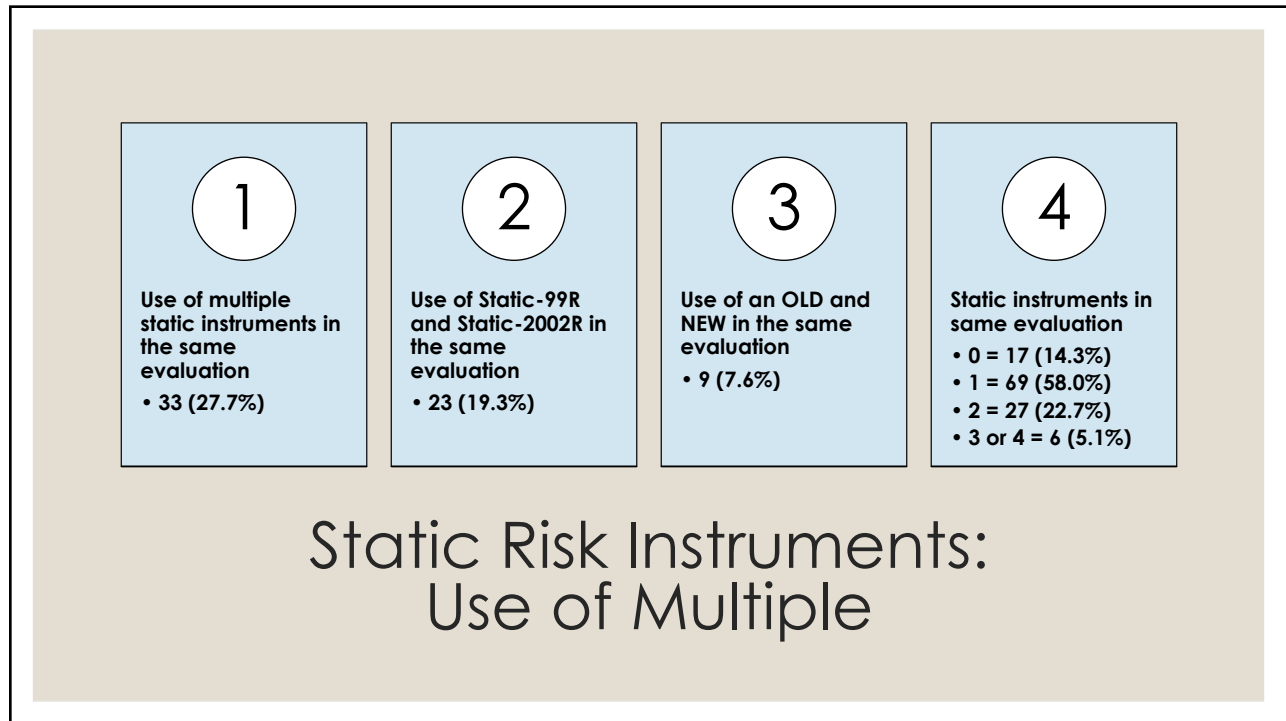 1
Use of multiple
static instruments in
the same
evaluation
• 33 (27.7%)
2
Use of Static-99R
and Static-2002R in
the same
evaluation
• 23 (19.3%)
3
Use of an OLD and
NEW in the same
evaluation
• 9 (7.6%)
4
Static instruments in
same evaluation
• 0 = 17 (14.3%)
• 1 = 69 (58.0%)
• 2 = 27 (22.7%)
• 3 or 4 = 6 (5.1%)
Static Risk Instruments:
Use of Multiple